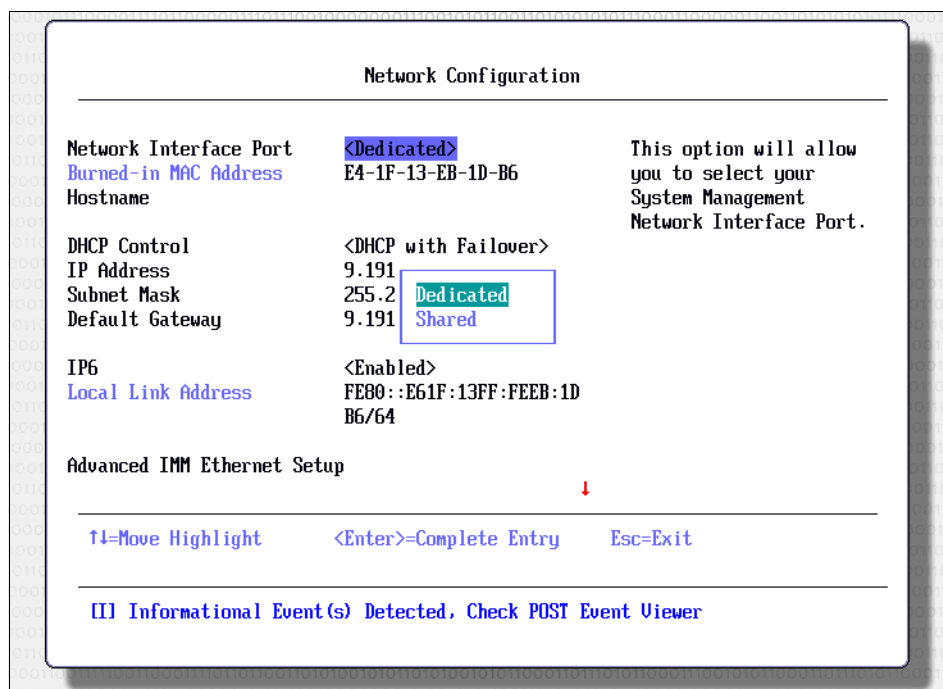 Network Configuration
Network Interface Port <Dedicated> This option will allow
Burned-in MAC Address E4-1F-13-EB-1D-B6 you to select your
Hostname System Management
Network Interface Port.
DHCP Control <DHCP with Failover>
IP Address 9.191
Subnet Mask 255.2 Dedicated
Default Gateway 9.191 Shared
IP6 <Enabled>
Local Link Address FE80::E61F:13FF:FEEB:1D
B6/64
Advanced IMM Ethernet Setup
↓
↑↓=Move Highlight <Enter>=Complete Entry Esc=Exit
[I] Informational Event(s) Detected, Check POST Event Viewer